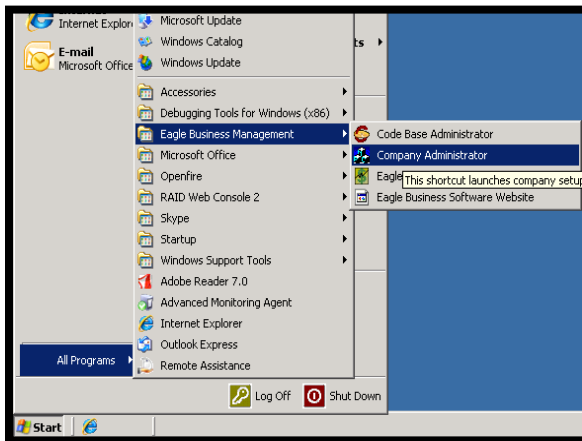 Internet Explor
E-mail
Microsoft Office
Microsoft Update
Windows Catalog
Windows Update
ts
Accessories
Debugging Tools for Windows (x86)
Eagle Business Management
Microsoft Office
Openfire
RAID Web Console 2
Skype
Startup
Windows Support Tools
Adobe Reader 7.0
Advanced Monitoring Agent
Internet Explorer
Outlook Express
Remote Assistance
Code Base Administrator
Company Administrator
Eagle
This shortcut launches company setup
Eagle Business Software Website
All Programs
Log Off
Shut Down
Start